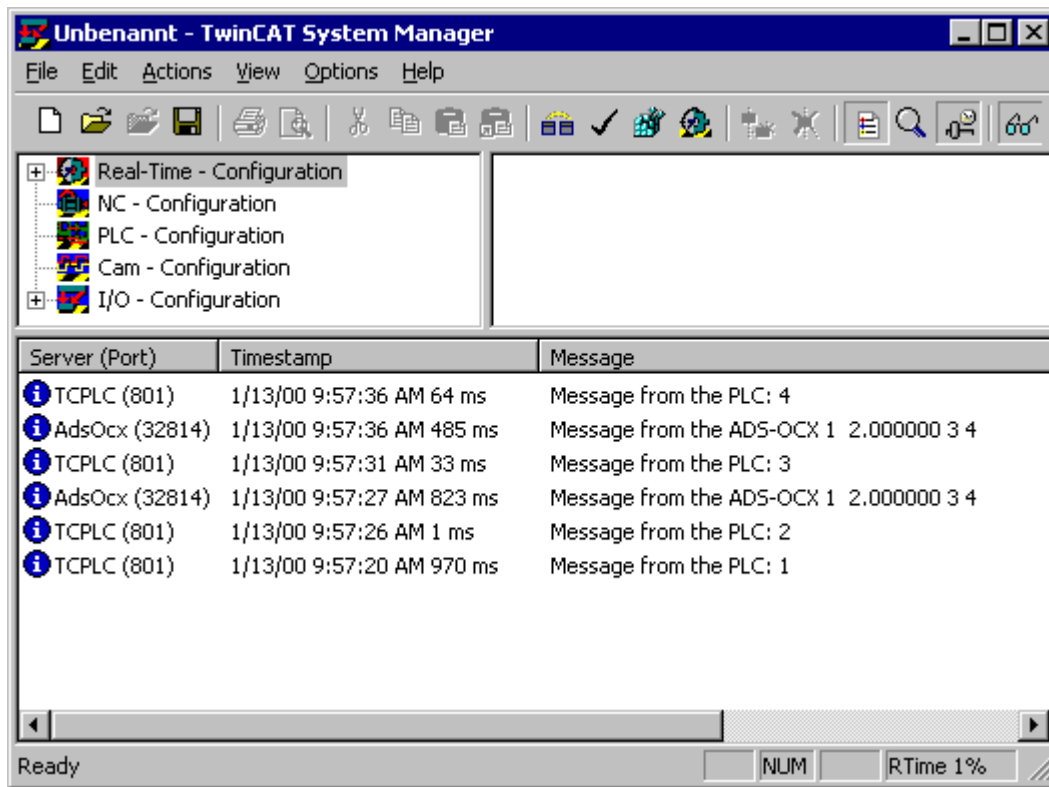 Unbenannt - TwinCAT System Manager
File Edit Actions View Options Help
Real-Time - Configuration
NC - Configuration
PLC - Configuration
Cam - Configuration
I/O - Configuration
Server (Port) Timestamp Message
TCPLC (801) 1/13/00 9:57:36 AM 64 ms Message from the PLC: 4
AdsOcx (32814) 1/13/00 9:57:36 AM 485 ms Message from the ADS-OCX 1 2.000000 3 4
TCPLC (801) 1/13/00 9:57:31 AM 33 ms Message from the PLC: 3
AdsOcx (32814) 1/13/00 9:57:27 AM 823 ms Message from the ADS-OCX 1 2.000000 3 4
TCPLC (801) 1/13/00 9:57:26 AM 1 ms Message from the PLC: 2
TCPLC (801) 1/13/00 9:57:20 AM 970 ms Message from the PLC: 1
Ready NUM RTime 1%